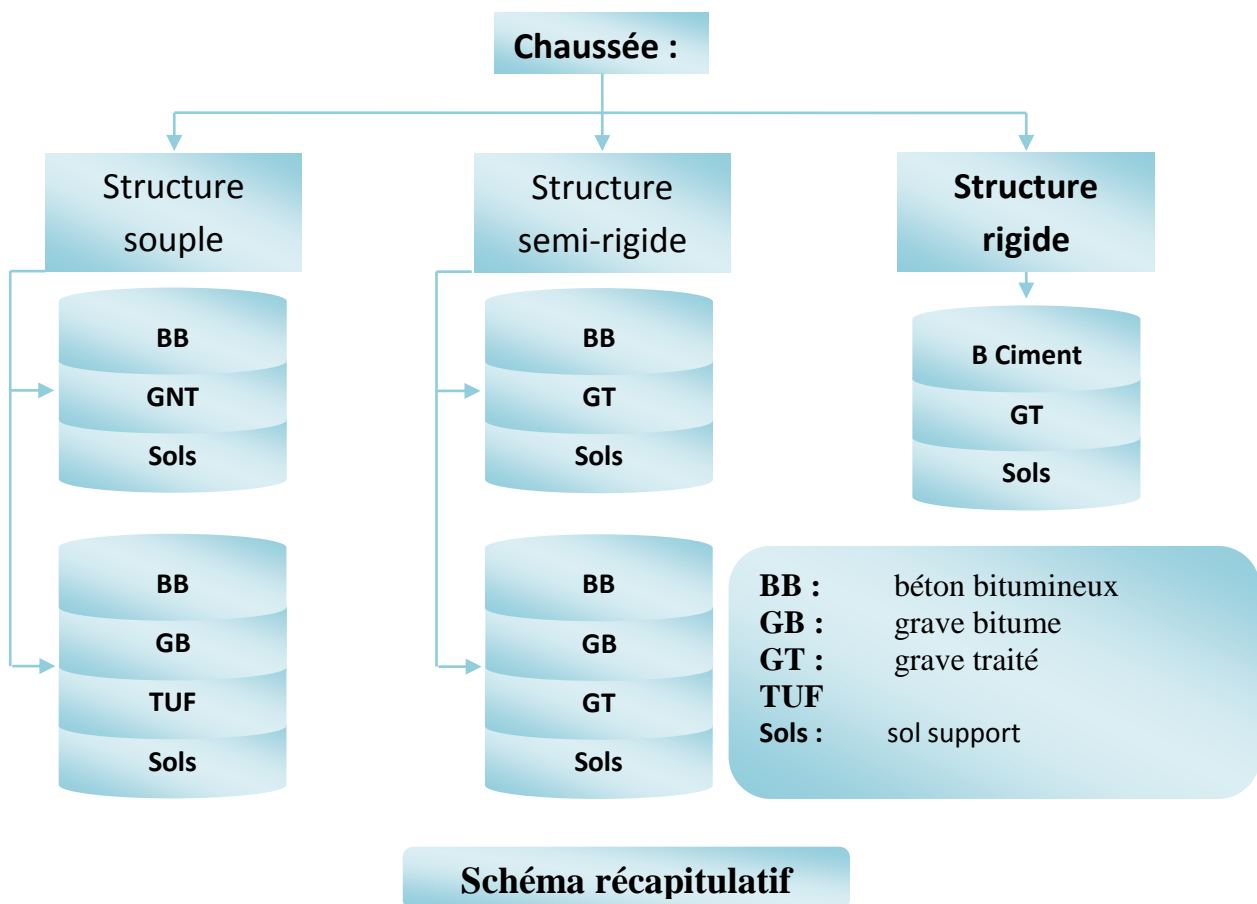 Chaussée :
Structure
souple
Structure
semi-rigide
Structure
rigide
BB
GNT
Sols
BB
GT
Sols
B Ciment
GT
Sols
BB
GB
TUF
Sols
BB
GB
GT
Sols
BB : béton bitumineux
GB : grave bitume
GT : grave traité
TUF
Sols : sol support
Schéma récapitulatif